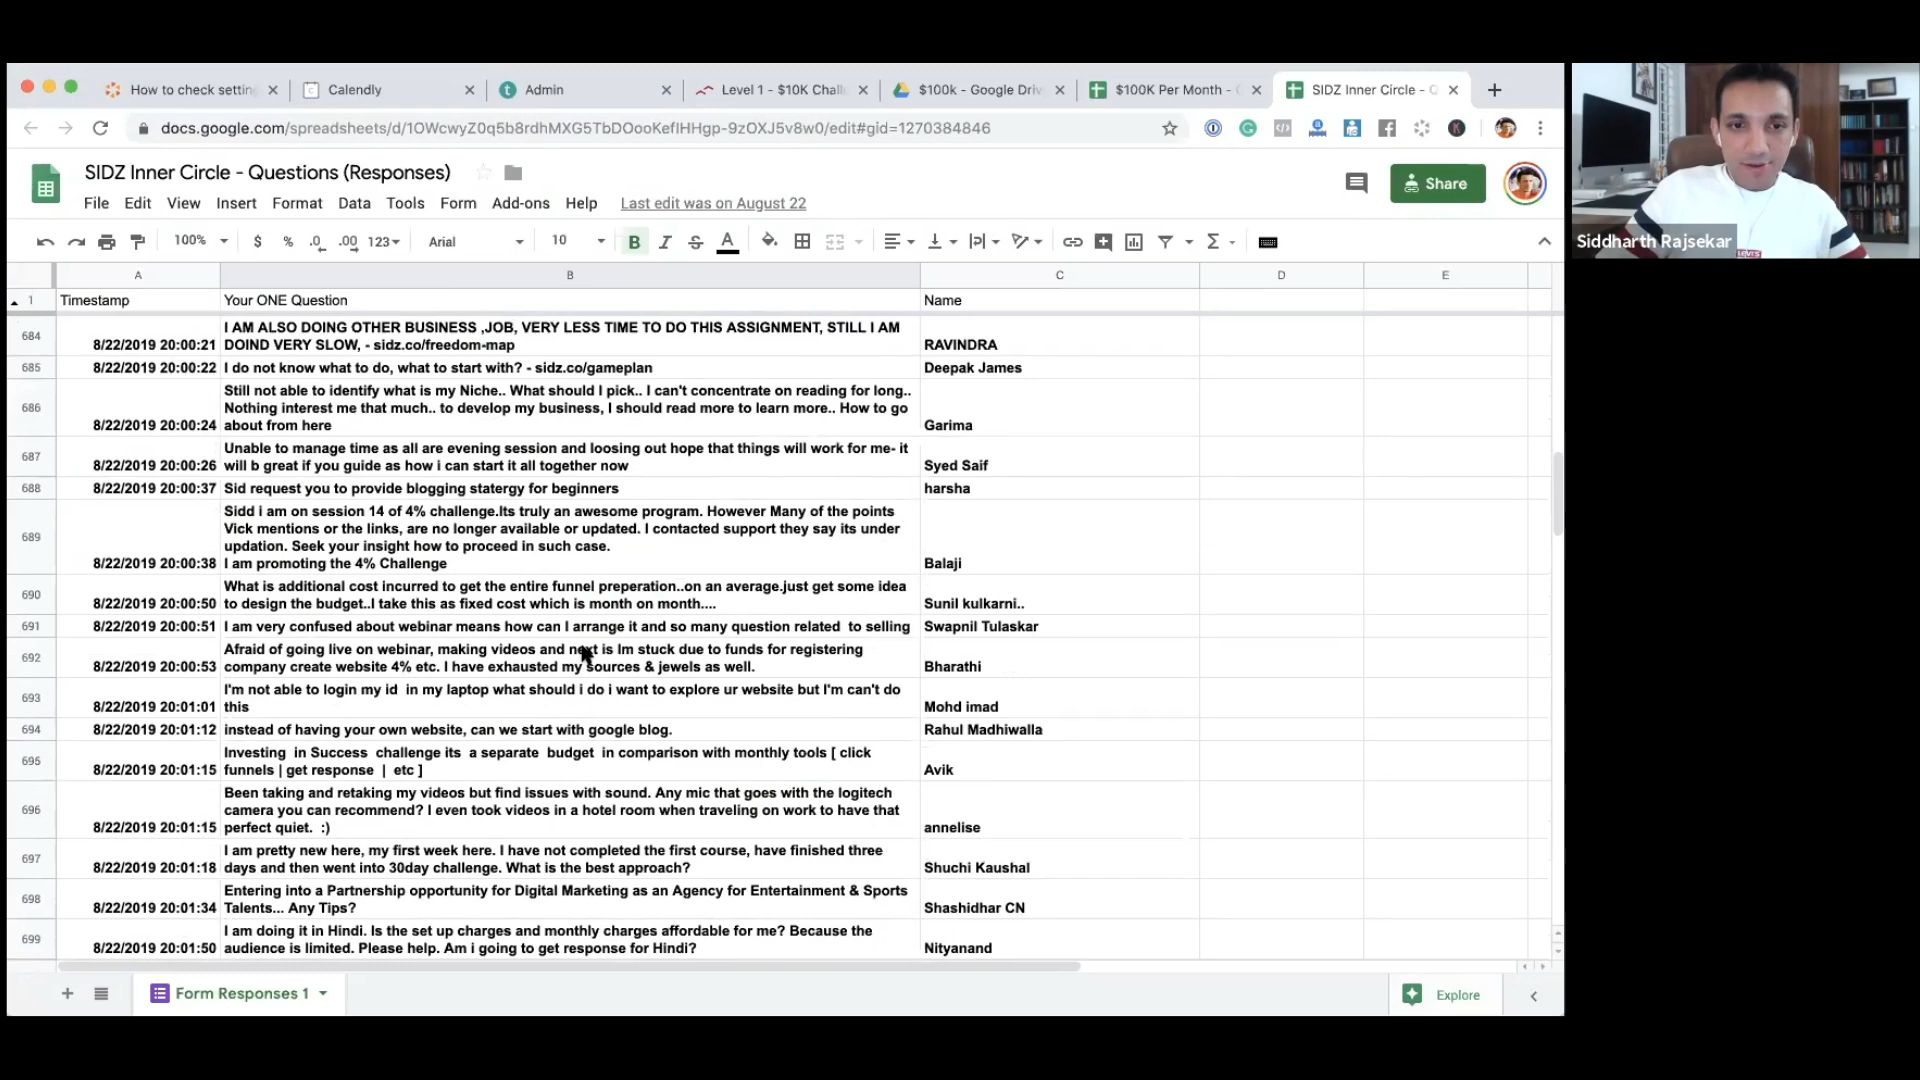 How to check settin
Calendly
Admin
Level 1 - $10K Chall
$100k - Google Driv
$100K Per Month -
SIDZ Inner Circle - Q
docs.google.com/spreadsheets/d/1OWcwyZ0q5b8rdhMXG5TbDOooKefIHHgp-9zOXJ5v8w0/edit#gid=1270384846
SIDZ Inner Circle - Questions (Responses)
Share
File Edit View Insert Format Data Tools Form Add-ons Help Last edit was on August 22
100% $ % .0 .00 123 Arial 10 B I S A
Siddharth Rajsekar
A B C D E
1 Timestamp Your ONE Question Name
I AM ALSO DOING OTHER BUSINESS ,JOB, VERY LESS TIME TO DO THIS ASSIGNMENT, STILL I AM
684 8/22/2019 20:00:21 DOIND VERY SLOW, - sidz.co/freedom-map RAVINDRA
685 8/22/2019 20:00:22 I do not know what to do, what to start with? - sidz.co/gameplan Deepak James
Still not able to identify what is my Niche.. What should I pick.. I can't concentrate on reading for long..
686 Nothing interest me that much.. to develop my business, I should read more to learn more.. How to go
8/22/2019 20:00:24 about from here Garima
Unable to manage time as all are evening session and loosing out hope that things will work for me- it
687 8/22/2019 20:00:26 will b great if you guide as how i can start it all together now Syed Saif
688 8/22/2019 20:00:37 Sid request you to provide blogging statergy for beginners harsha
Sidd i am on session 14 of 4% challenge.Its truly an awesome program. However Many of the points
Vick mentions or the links, are no longer available or updated. I contacted support they say its under
689 updation. Seek your insight how to proceed in such case.
8/22/2019 20:00:38 I am promoting the 4% Challenge Balaji
What is additional cost incurred to get the entire funnel preperation..on an average.just get some idea
690 8/22/2019 20:00:50 to design the budget..I take this as fixed cost which is month on month.... Sunil kulkarni..
691 8/22/2019 20:00:51 I am very confused about webinar means how can I arrange it and so many question related to selling Swapnil Tulaskar
Afraid of going live on webinar, making videos and next is Im stuck due to funds for registering
692 8/22/2019 20:00:53 company create website 4% etc. I have exhausted my sources & jewels as well. Bharathi
I'm not able to login my id in my laptop what should i do i want to explore ur website but I'm can't do
693 8/22/2019 20:01:01 this Mohd imad
694 8/22/2019 20:01:12 instead of having your own website, can we start with google blog. Rahul Madhiwalla
Investing in Success challenge its a separate budget in comparison with monthly tools [ click
695 8/22/2019 20:01:15 funnels | get response | etc ] Avik
Been taking and retaking my videos but find issues with sound. Any mic that goes with the logitech
696 camera you can recommend? I even took videos in a hotel room when traveling on work to have that
8/22/2019 20:01:15 perfect quiet. :) annelise
I am pretty new here, my first week here. I have not completed the first course, have finished three
697 8/22/2019 20:01:18 days and then went into 30day challenge. What is the best approach? Shuchi Kaushal
Entering into a Partnership opportunity for Digital Marketing as an Agency for Entertainment & Sports
698 8/22/2019 20:01:34 Talents... Any Tips? Shashidhar CN
I am doing it in Hindi. Is the set up charges and monthly charges affordable for me? Because the
699 8/22/2019 20:01:50 audience is limited. Please help. Am i going to get response for Hindi? Nityanand
Form Responses 1
Explore